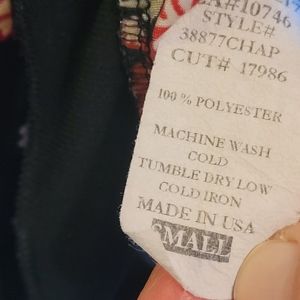 A#10746
STYLE#
38877CHAP
CUT# 17986
100% POLYESTER
MACHINE WASH
COLD
TUMBLE DRY LOW
COLD IRON
MADE IN USA
SMALL